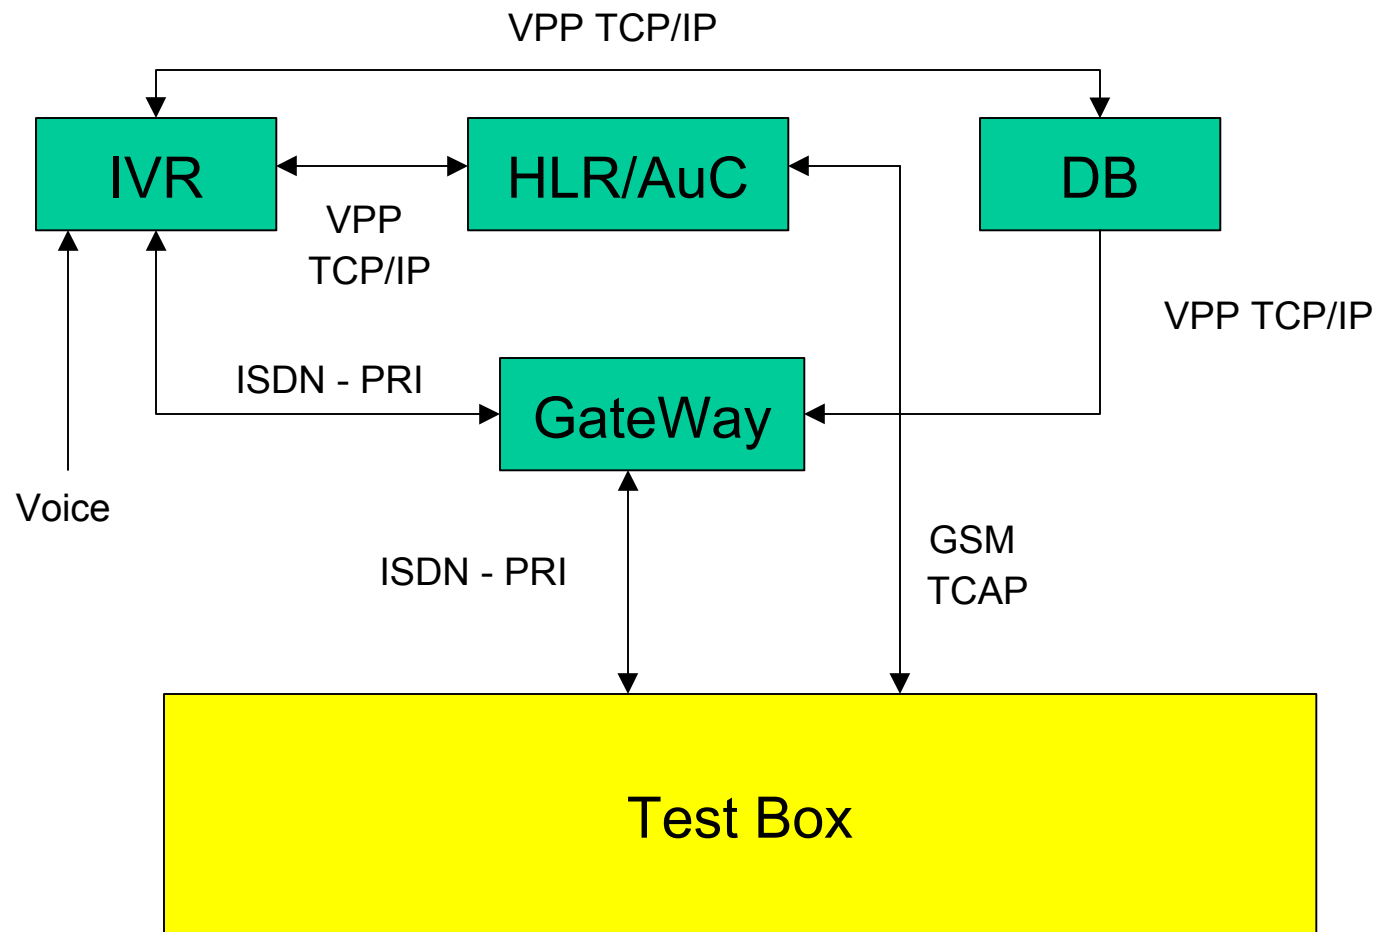 VPP TCP/IP
IVR
HLR/AuC
DB
VPP
TCP/IP
VPP TCP/IP
ISDN - PRI
GateWay
Voice
ISDN - PRI
GSM
TCAP
Test Box